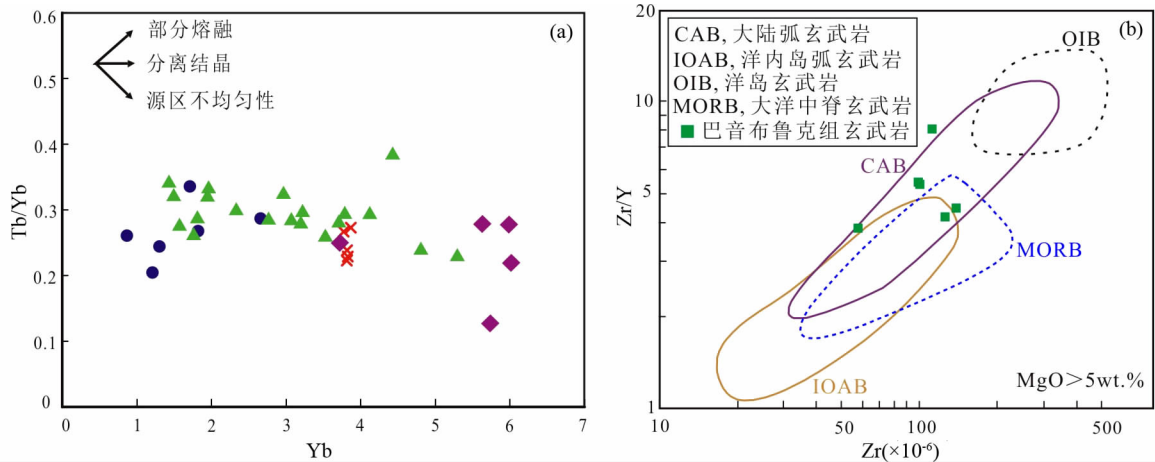 (a)
部分熔融
分离结晶
源区不均匀性
0.6
0.5
0.4
0.3
0.2
0.1
0
Tb/Yb
0 1 2 3 4 5 6 7
Yb
(b)
CAB, 大陆弧玄武岩
IOAB, 洋内岛弧玄武岩
OIB, 洋岛玄武岩
MORB, 大洋中脊玄武岩
巴音布鲁克组玄武岩
OIB
CAB
MORB
IOAB
MgO>5wt.%
20
10
5
2
1
Zr/Y
10 50 100 500
Zr(×10⁻⁶)